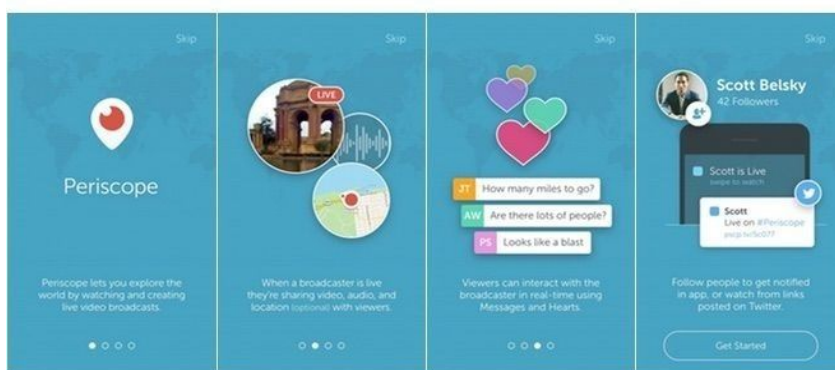 Skip
Periscope
Periscope lets you explore the
world by watching and creating
live video broadcasts.
Skip
LIVE
When a broadcaster is live
they're sharing video, audio, and
location (optional) with viewers.
Skip
JT How many miles to go?
AW Are there lots of people?
PS Looks like a blast
Viewers can interact with the
broadcaster in real-time using
Messages and Hearts.
Skip
Scott Belsky
42 Followers
Scott is Live
swipe to watch
Scott
Live on #Periscope
Follow people to get notified
in app, or watch from links
posted on Twitter.
Get Started